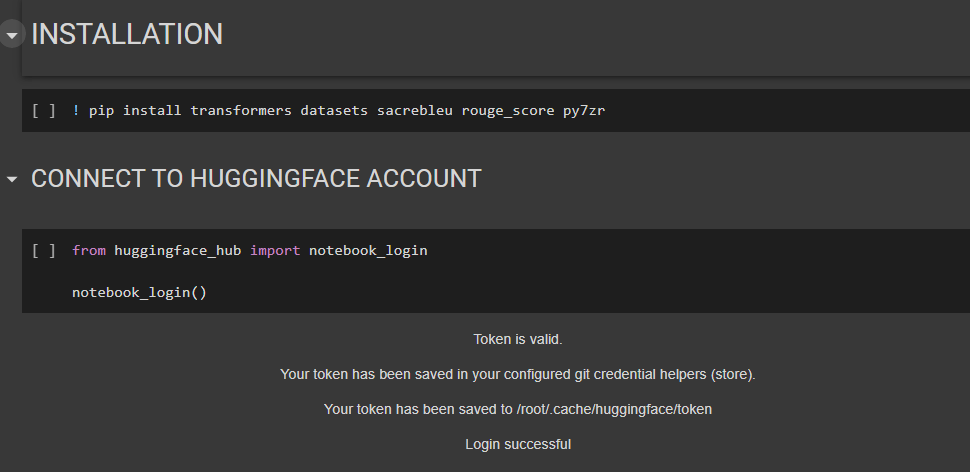 INSTALLATION
[ ] ! pip install transformers datasets sacrebleu rouge_score py7zr
CONNECT TO HUGGINGFACE ACCOUNT
[ ] from huggingface_hub import notebook_login
notebook_login()
Token is valid.
Your token has been saved in your configured git credential helpers (store).
Your token has been saved to /root/.cache/huggingface/token
Login successful